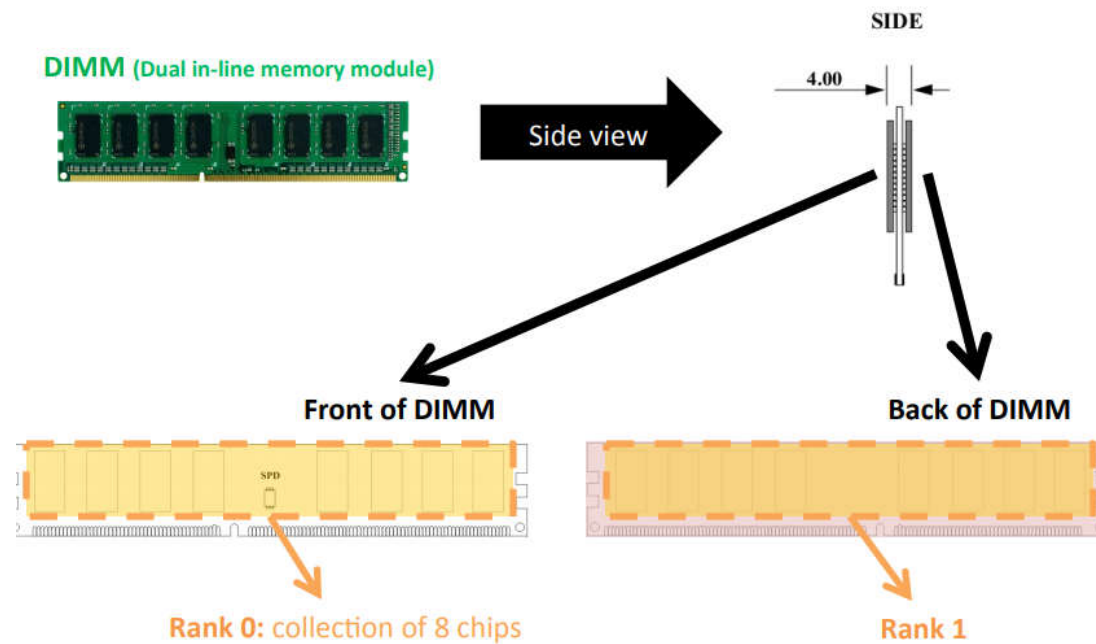 SIDE
DIMM (Dual in-line memory module)
4.00
Side view
Front of DIMM
Back of DIMM
SPD
Rank 0: collection of 8 chips
Rank 1